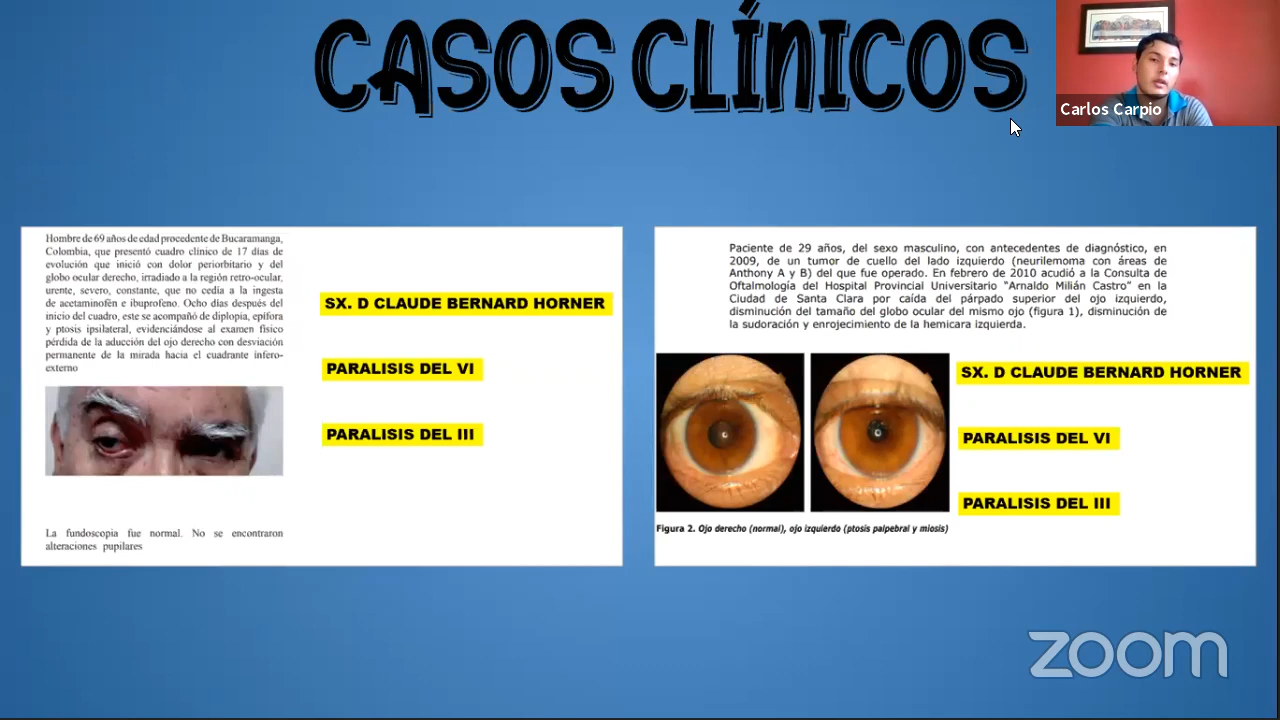 CASOS CLÍNICOS
Carlos Carpio
Hombre de 69 años de edad procedente de Bucaramanga,
Colombia, que presentó cuadro clínico de 17 días de
evolución que inició con dolor periorbitario y del
globo ocular derecho, irradiado a la región retro-ocular,
urente, severo, constante, que no cedía a la ingesta
de acetaminofén e ibuprofeno. Ocho días después del
inicio del cuadro, este se acompañó de diplopia, epífora
y ptosis ipsilateral, evidenciándose al examen físico
pérdida de la aducción del ojo derecho con desviación
permanente de la mirada hacia el cuadrante infero-
externo
SX. D CLAUDE BERNARD HORNER
PARALISIS DEL VI
PARALISIS DEL III
La fundoscopia fue normal. No se encontraron
alteraciones pupilares
Paciente de 29 años, del sexo masculino, con antecedentes de diagnóstico, en
2009, de un tumor de cuello del lado izquierdo (neurilemoma con áreas de
Anthony A y B) del que fue operado. En febrero de 2010 acudió a la Consulta de
Oftalmología del Hospital Provincial Universitario "Arnaldo Milián Castro" en la
Ciudad de Santa Clara por caída del párpado superior del ojo izquierdo,
disminución del tamaño del globo ocular del mismo ojo (figura 1), disminución de
la sudoración y enrojecimiento de la hemicara izquierda.
SX. D CLAUDE BERNARD HORNER
PARALISIS DEL VI
PARALISIS DEL III
Figura 2. Ojo derecho (normal), ojo izquierdo (ptosis palpebral y miosis)
zoom